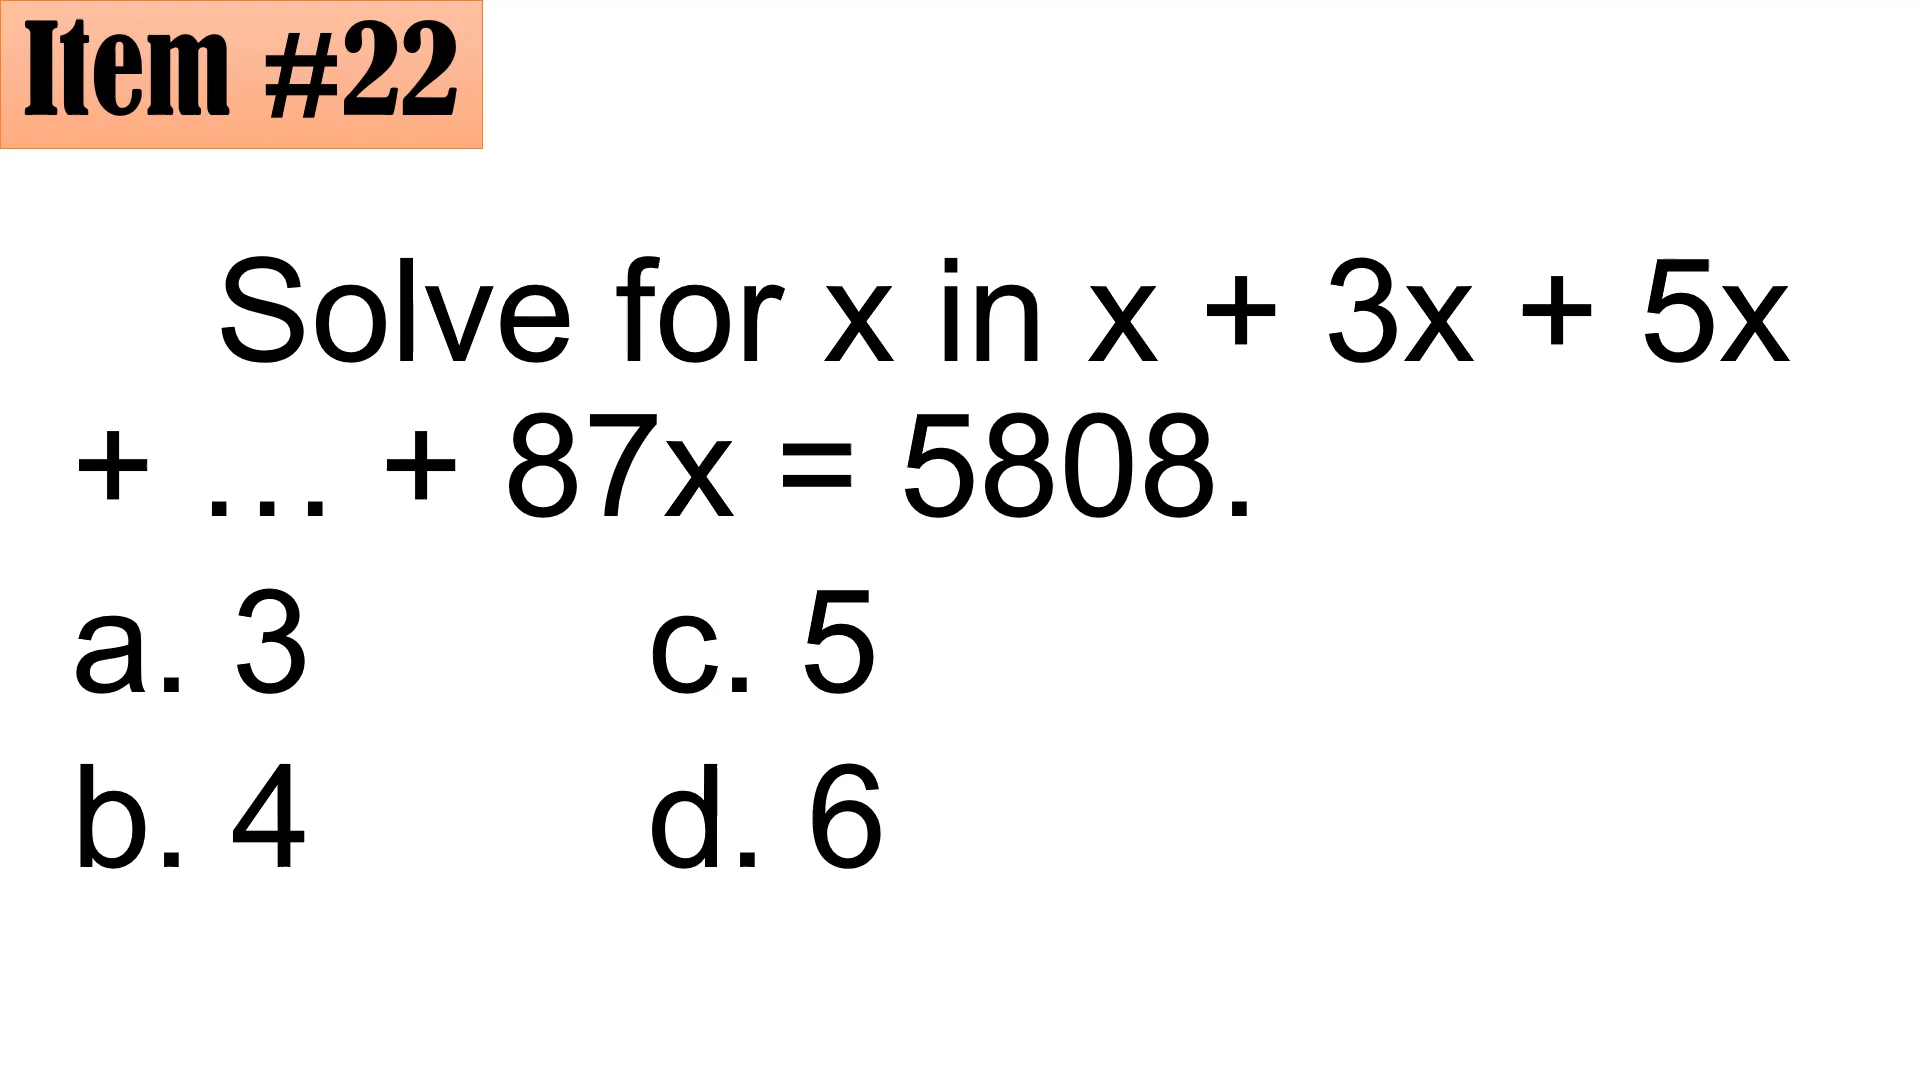 Item #22
Solve for x in x + 3x + 5x
+ … + 87x = 5808.
a. 3 c. 5
b. 4 d. 6